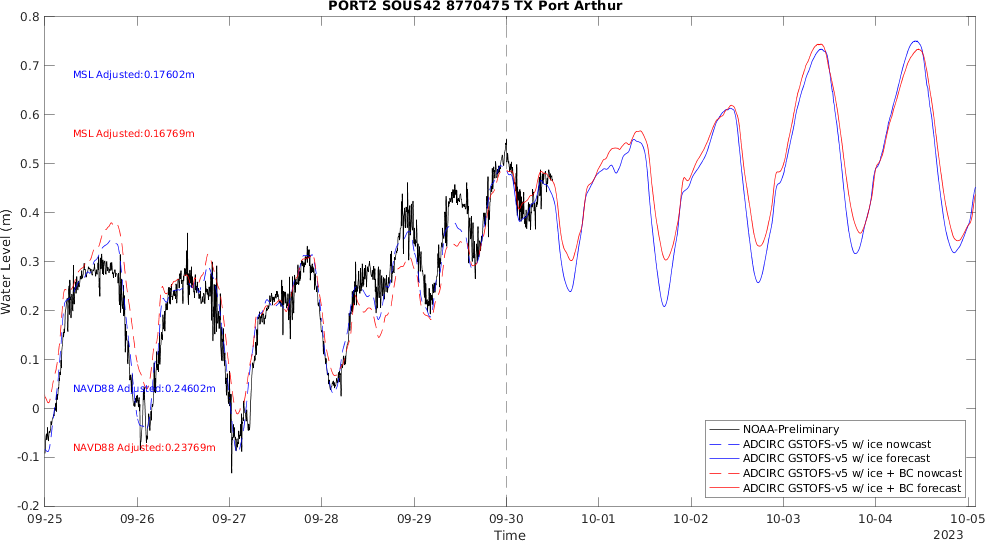 PORT2 SOUS42 8770475 TX Port Arthur
0.8
0.7
0.6
0.5
0.4
0.3
0.2
0.1
0
-0.1
-0.2
Water Level (m)
MSL Adjusted:0.17602m
MSL Adjusted:0.16769m
NAVD88 Adjusted:0.24602m
NAVD88 Adjusted:0.23769m
NOAA-Preliminary
ADCIRC GSTOFS-v5 w/ ice nowcast
ADCIRC GSTOFS-v5 w/ ice forecast
ADCIRC GSTOFS-v5 w/ ice + BC nowcast
ADCIRC GSTOFS-v5 w/ ice + BC forecast
09-25 09-26 09-27 09-28 09-29 09-30 10-01 10-02 10-03 10-04 10-05
Time
2023